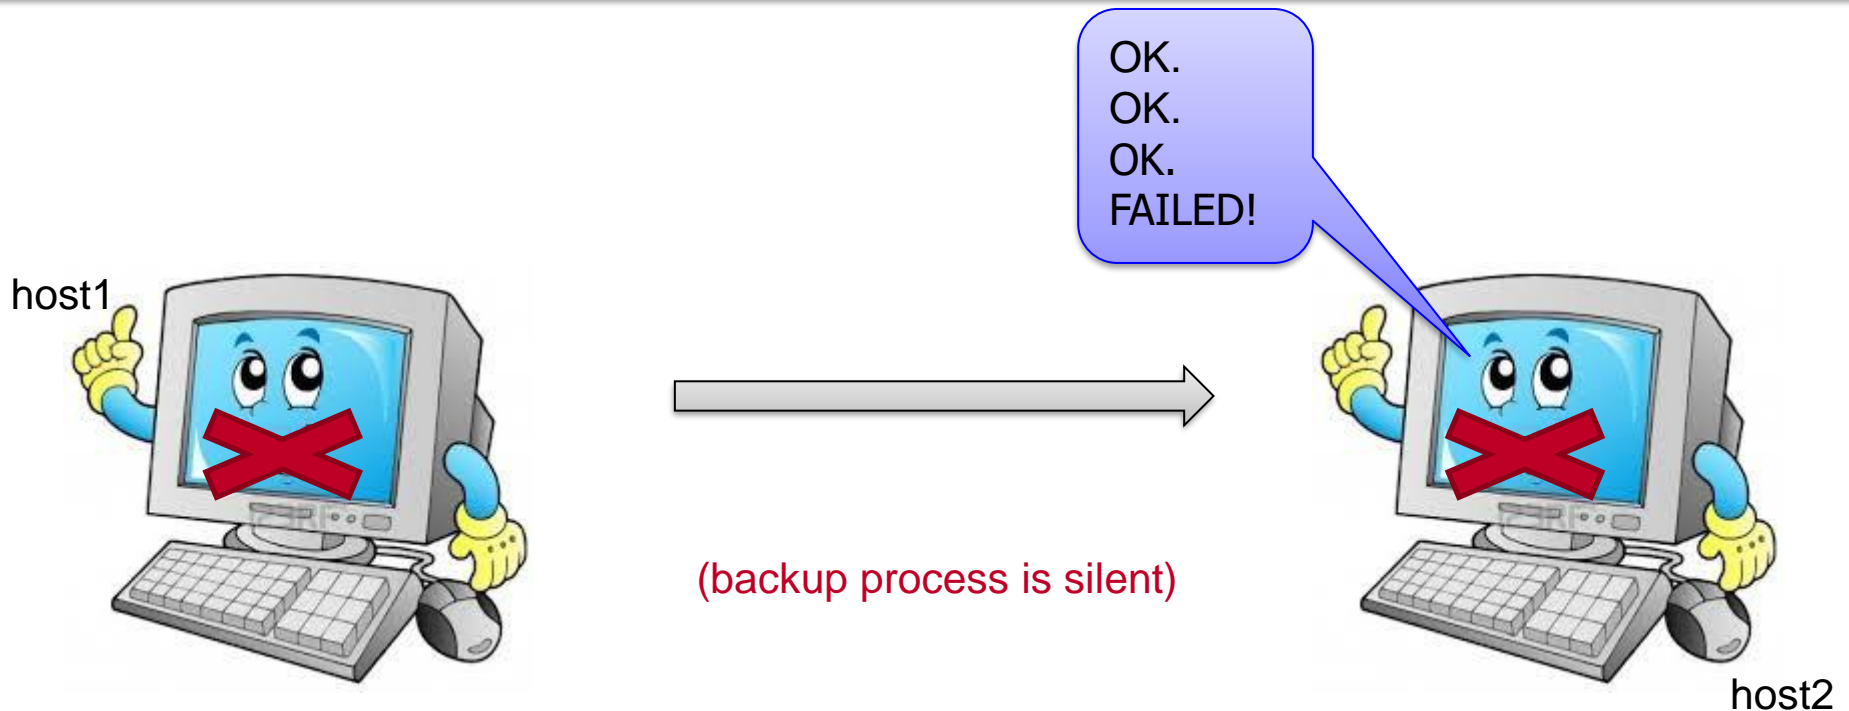 OK.
OK.
OK.
FAILED!
host1
(backup process is silent)
host2